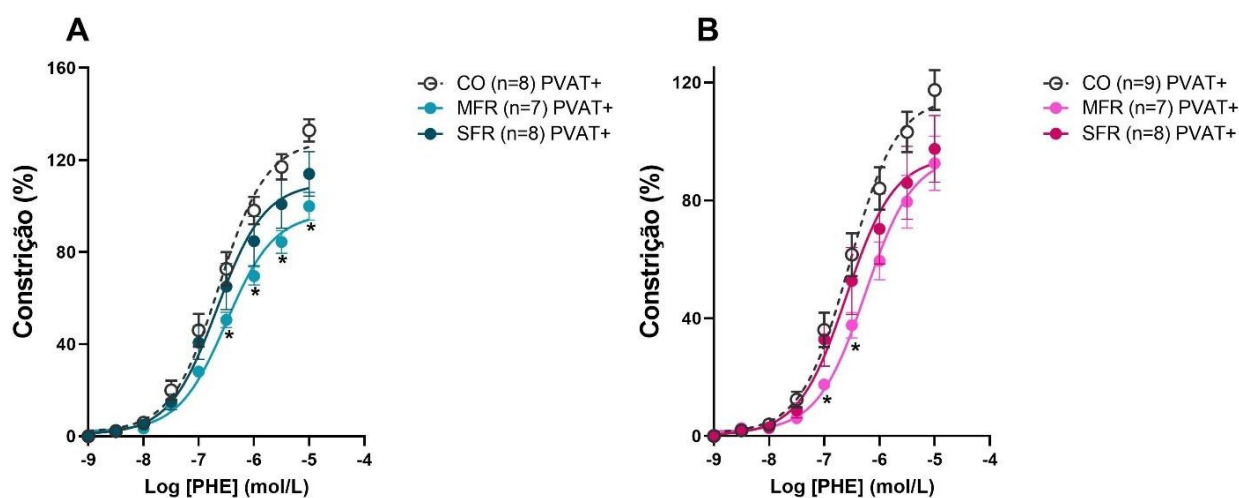 A
160
120
80
40
0
Constrição (%)
-9 -8 -7 -6 -5 -4
Log [PHE] (mol/L)
CO (n=8) PVAT+
MFR (n=7) PVAT+
SFR (n=8) PVAT+
*
*
*
*
B
120
80
40
0
Constrição (%)
-9 -8 -7 -6 -5 -4
Log [PHE] (mol/L)
CO (n=9) PVAT+
MFR (n=7) PVAT+
SFR (n=8) PVAT+
*
*